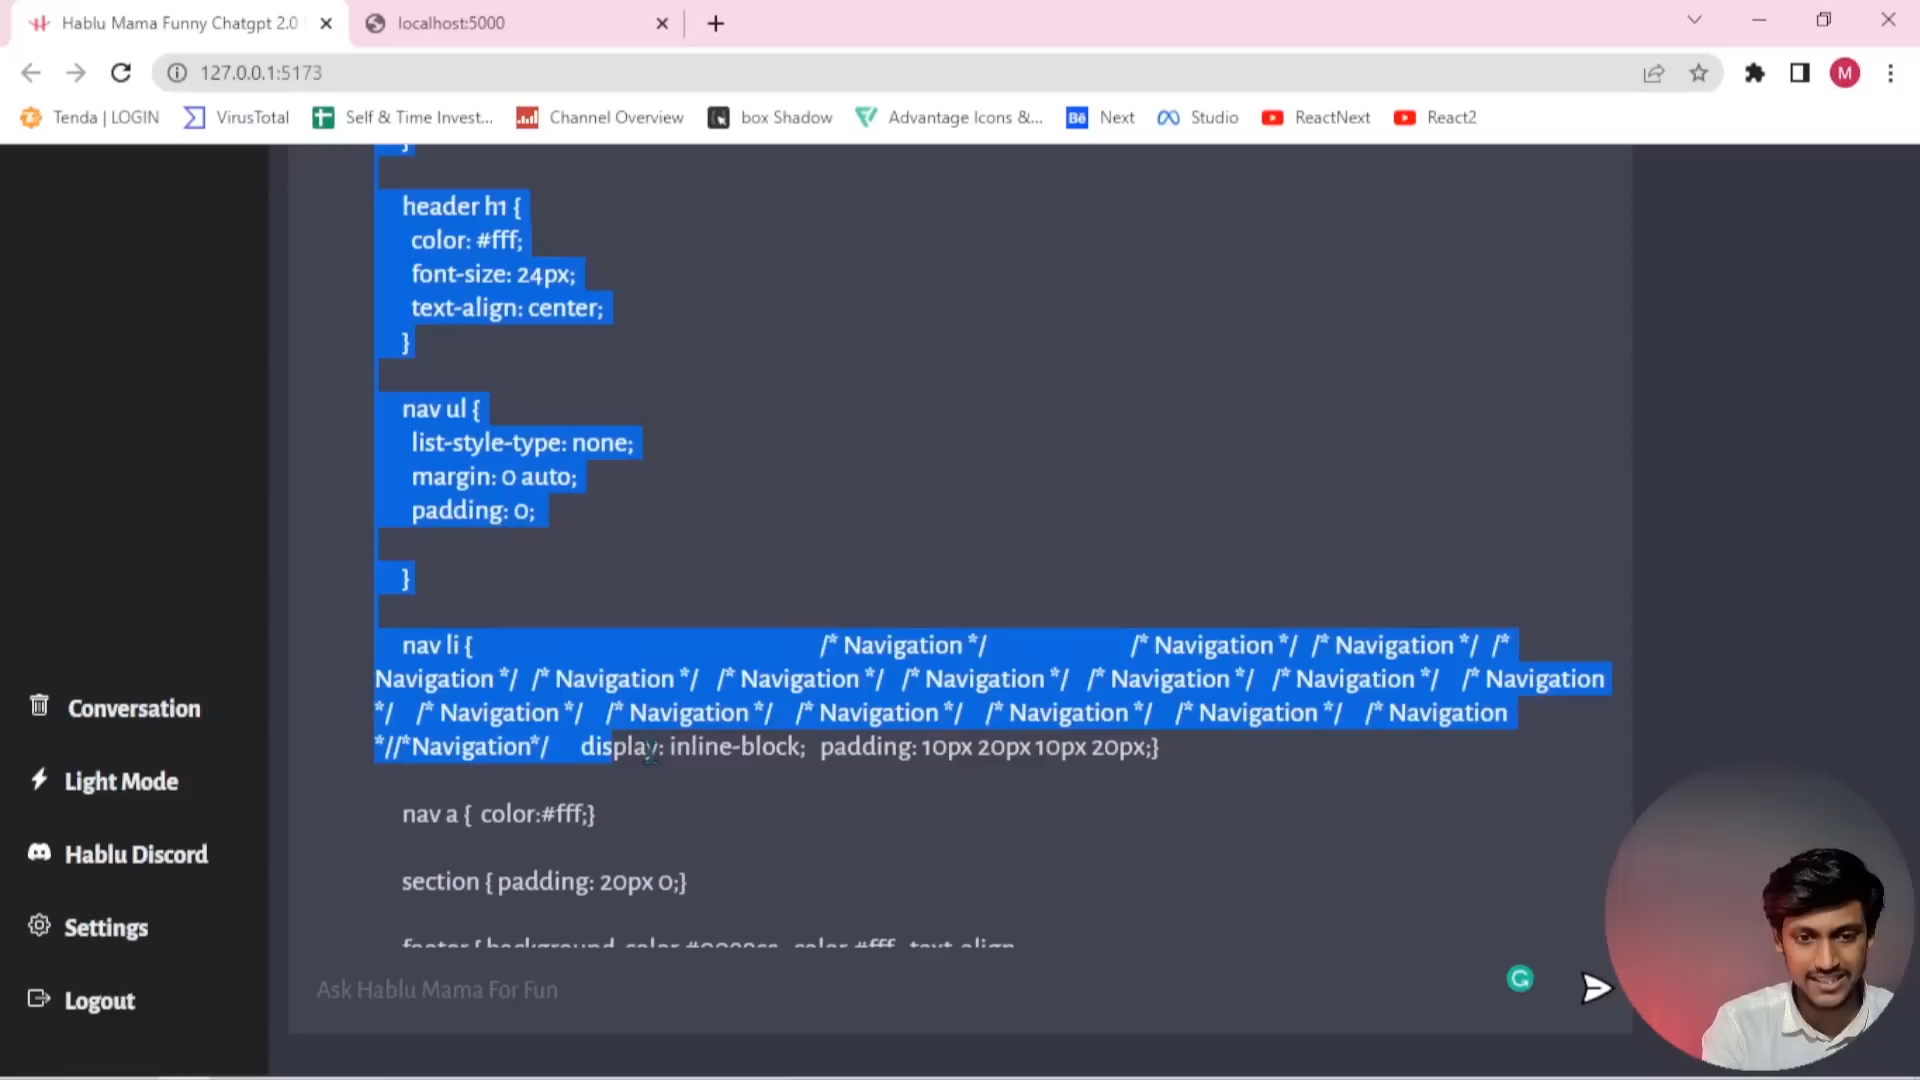 Hablu Mama Funny Chatgpt 2.0
localhost:5000
127.0.0.1:5173
M
Tenda | LOGIN
VirusTotal
Self & Time Invest...
Channel Overview
box Shadow
Advantage Icons &...
Bē Next
Studio
ReactNext
React2
}
header h1 {
color: #fff;
font-size: 24px;
text-align: center;
}
nav ul {
list-style-type: none;
margin: 0 auto;
padding: 0;
}
nav li { /* Navigation */ /* Navigation */ /* Navigation */ /*
Navigation */ /* Navigation */ /* Navigation */ /* Navigation */ /* Navigation */ /* Navigation */ /* Navigation
*/ /* Navigation */ /* Navigation */ /* Navigation */ /* Navigation */ /* Navigation */ /* Navigation
*//*Navigation*/ display: inline-block; padding: 10px 20px 10px 20px;}
nav a { color:#fff;}
section { padding: 20px 0;}
Conversation
Light Mode
Hablu Discord
Settings
Logout
Ask Hablu Mama For Fun